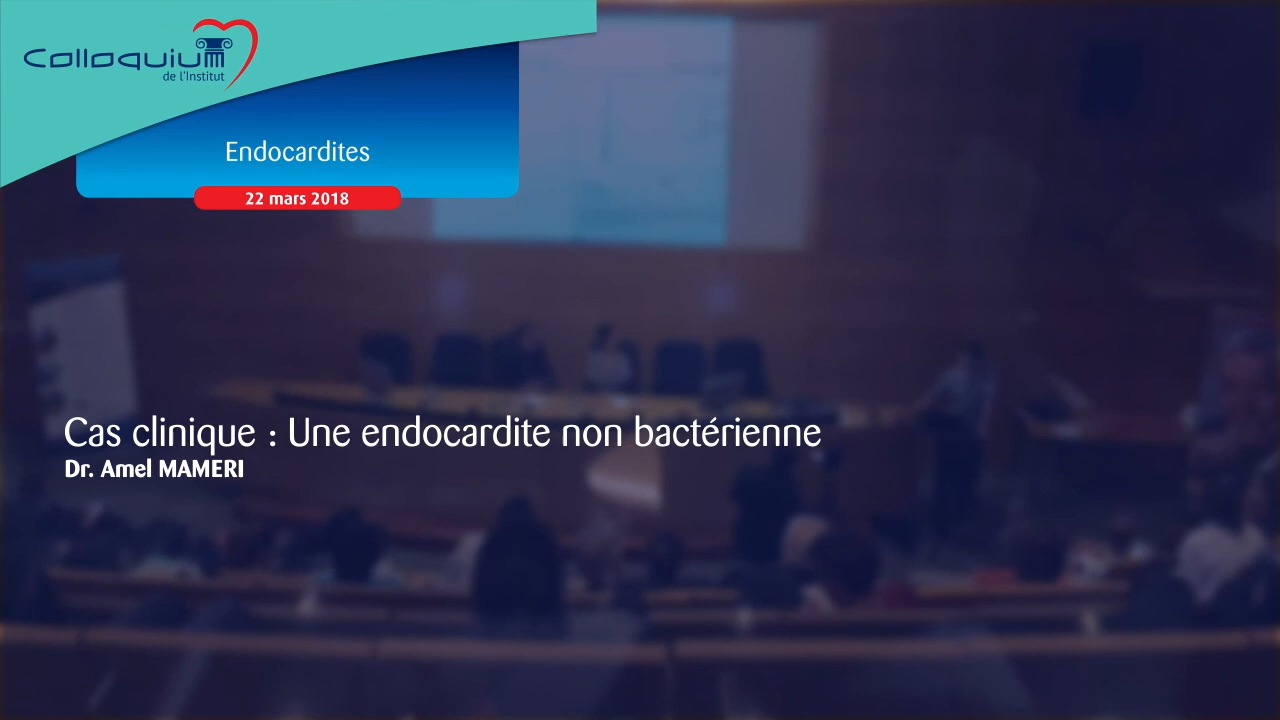 Colloquium
de l'Institut
Endocardites
22 mars 2018
Cas clinique : Une endocardite non bactérienne
Dr. Amel MAMERI